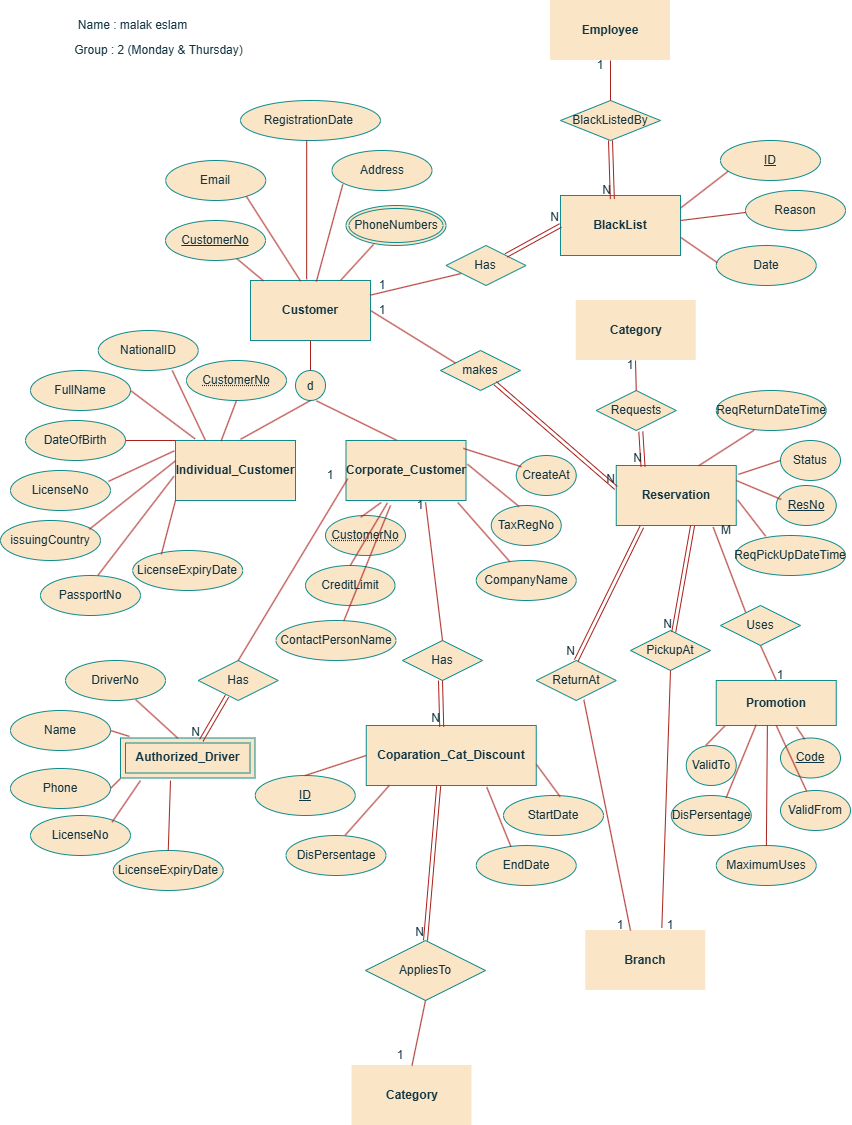 Name : malak eslam
Group : 2 (Monday & Thursday)
Employee
1
BlackListedBy
N
BlackList
ID
Reason
Date
RegistrationDate
Email
Address
CustomerNo
PhoneNumbers
N
Has
1
Customer
1
makes
N
Category
1
Requests
N
Reservation
ReqReturnDateTime
Status
ResNo
ReqPickUpDateTime
M
d
NationalID
CustomerNo
FullName
DateOfBirth
Individual_Customer
LicenseNo
issuingCountry
LicenseExpiryDate
PassportNo
1
Corporate_Customer
1
CreateAt
TaxRegNo
CustomerNo
CreditLimit
CompanyName
ContactPersonName
Has
N
Has
N
N
ReturnAt
N
PickupAt
Uses
1
Promotion
ValidTo
Code
DisPersentage
ValidFrom
MaximumUses
DriverNo
Name
Authorized_Driver
Phone
LicenseNo
LicenseExpiryDate
Coparation_Cat_Discount
ID
StartDate
DisPersentage
EndDate
N
AppliesTo
1
Category
1
1
Branch